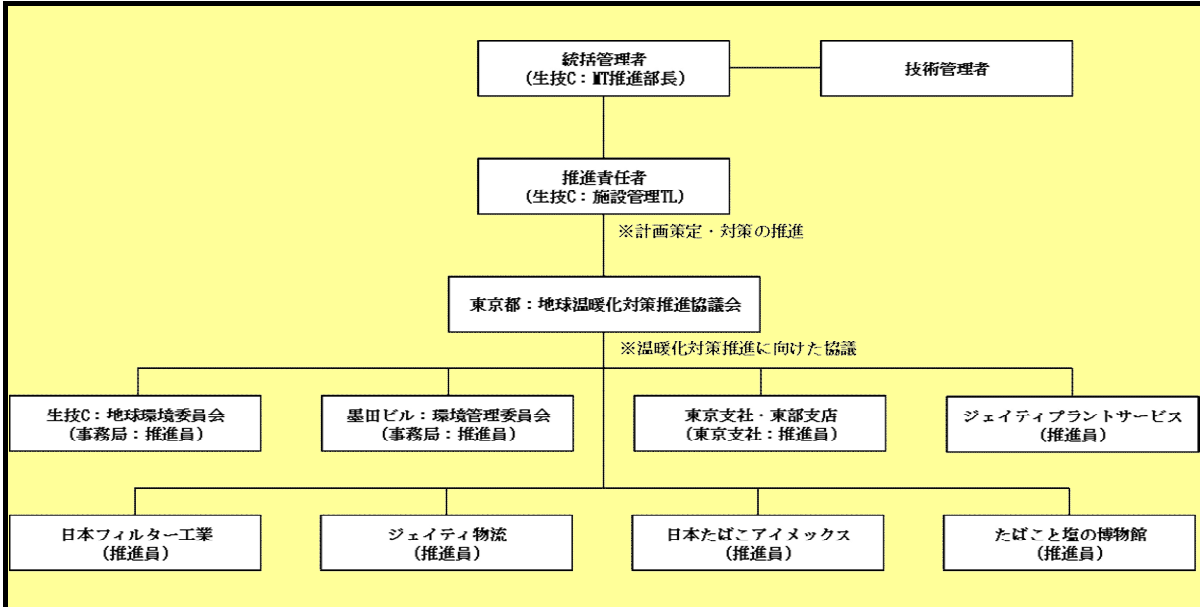 統括管理者
(生技C:MT推進部長)
技術管理者
推進責任者
(生技C:施設管理TL)
※計画策定・対策の推進
東京都:地球温暖化対策推進協議会
※温暖化対策推進に向けた協議
生技C:地球環境委員会
(事務局:推進員)
墨田ビル:環境管理委員会
(事務局:推進員)
東京支社・東部支店
(東京支社:推進員)
ジェイティプラントサービス
(推進員)
日本フィルター工業
(推進員)
ジェイティ物流
(推進員)
日本たばこアイメックス
(推進員)
たばこと塩の博物館
(推進員)